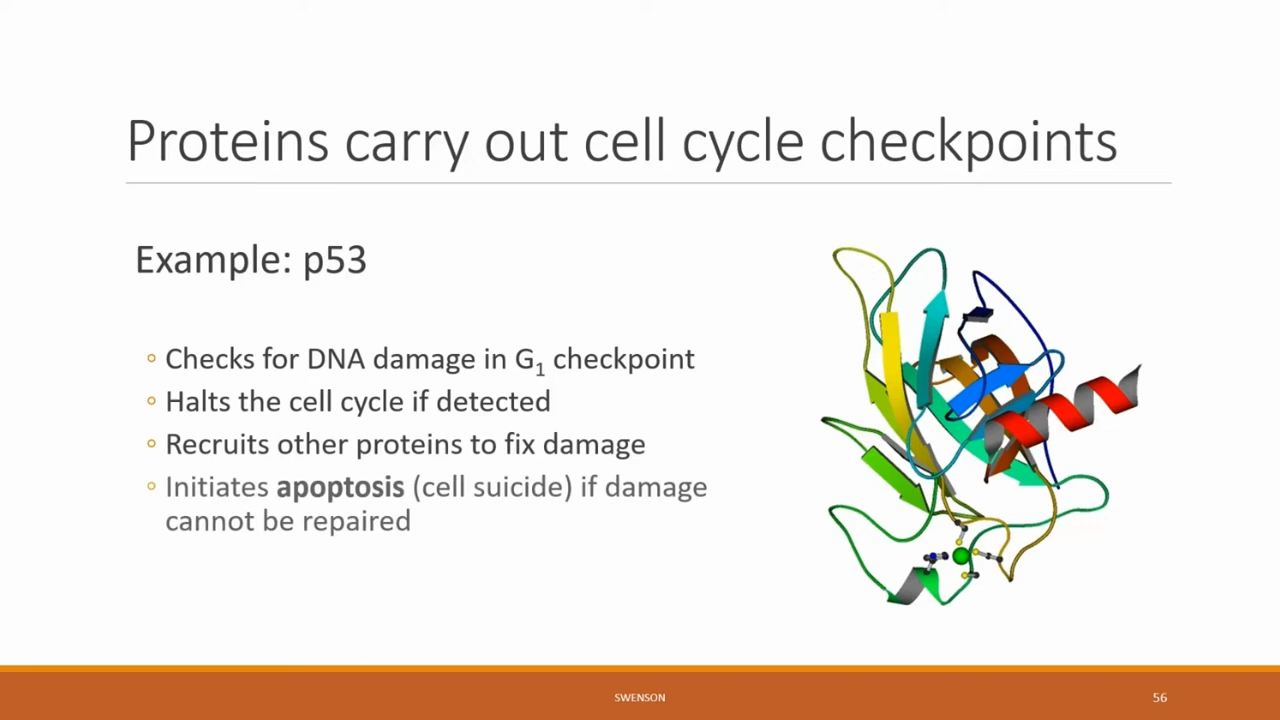 Proteins carry out cell cycle checkpoints
Example: p53
◦ Checks for DNA damage in G₁ checkpoint
◦ Halts the cell cycle if detected
◦ Recruits other proteins to fix damage
◦ Initiates apoptosis (cell suicide) if damage
cannot be repaired
SWENSON
56